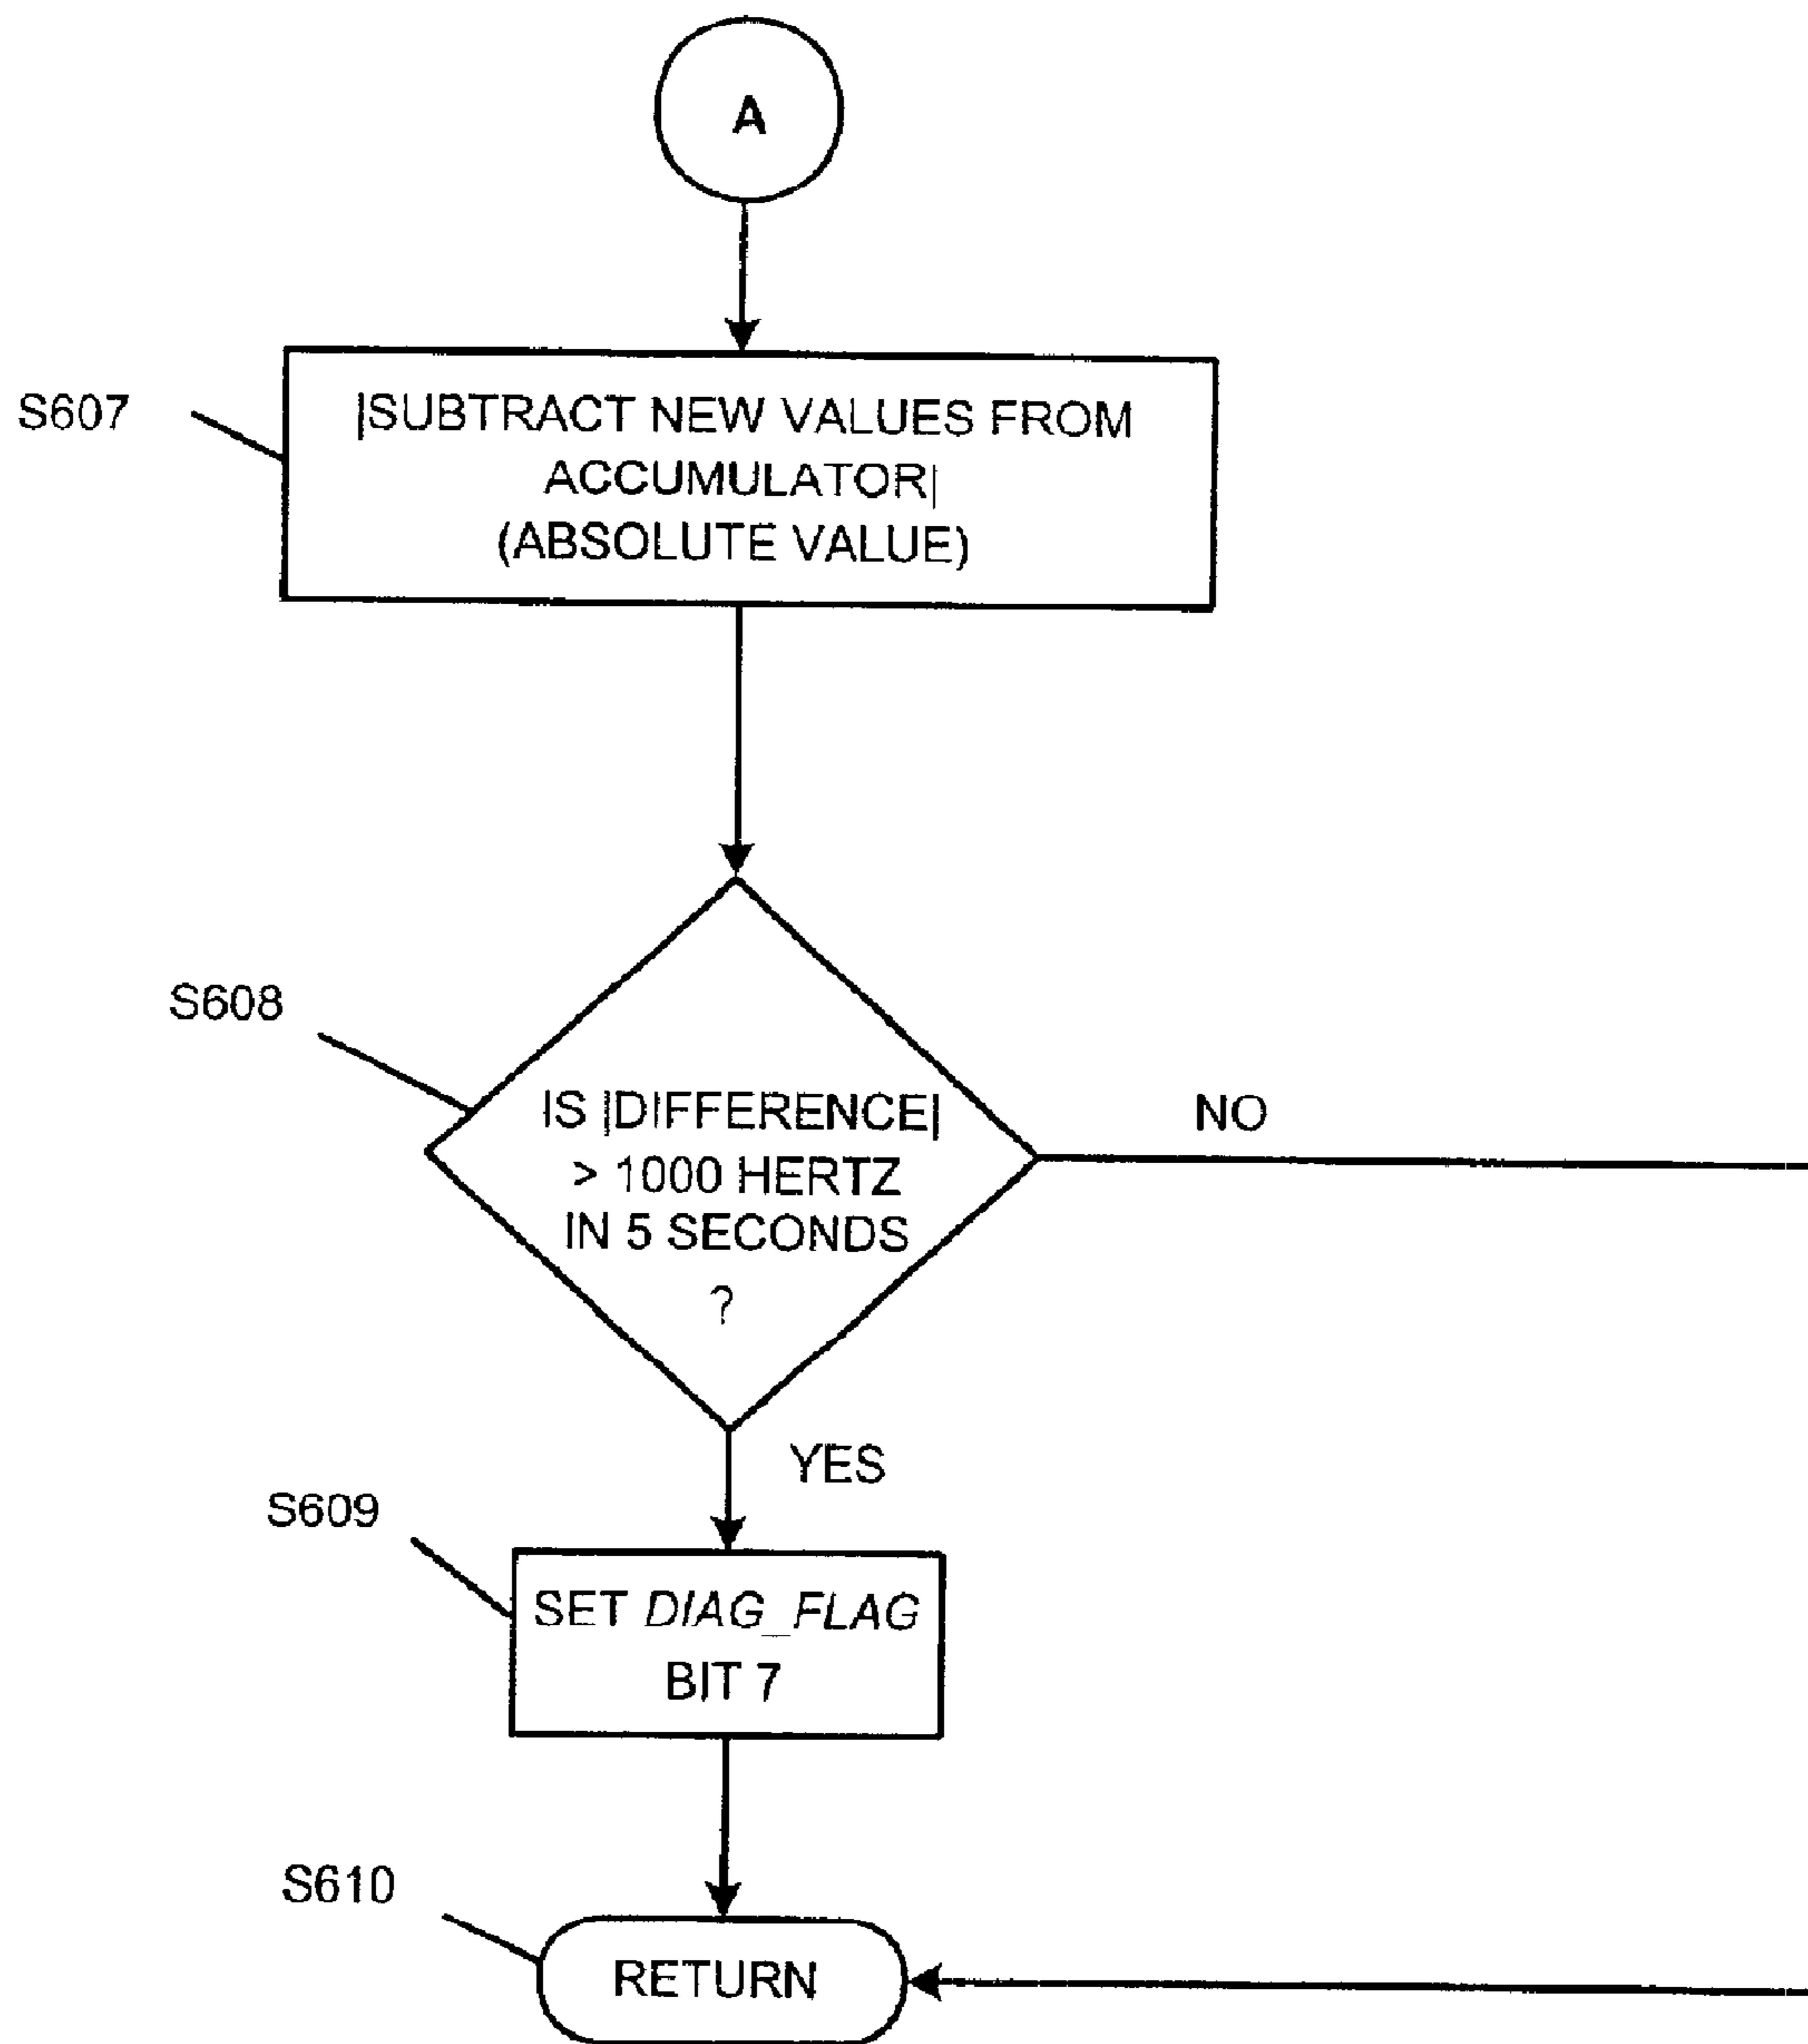 A
S607
|SUBTRACT NEW VALUES FROM
ACCUMULATOR|
(ABSOLUTE VALUE)
S608
IS |DIFFERENCE|
> 1000 HERTZ
IN 5 SECONDS
?
NO
YES
S609
SET DIAG_FLAG
BIT 7
S610
RETURN